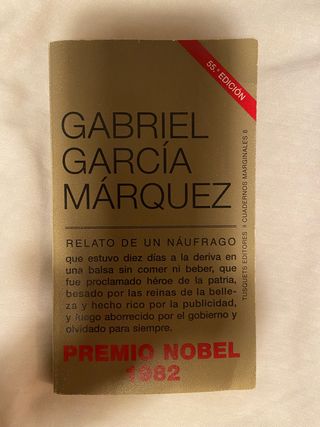 55.ª EDICIÓN
GABRIEL
GARCÍA
MÁRQUEZ
RELATO DE UN NÁUFRAGO
que estuvo diez días a la deriva en
una balsa sin comer ni beber, que
fue proclamado héroe de la patria,
besado por las reinas de la belle-
za y hecho rico por la publicidad,
y luego aborrecido por el gobierno y
olvidado para siempre.
PREMIO NOBEL
1982
TUSQUETS EDITORES CUADERNOS MARGINALES 8